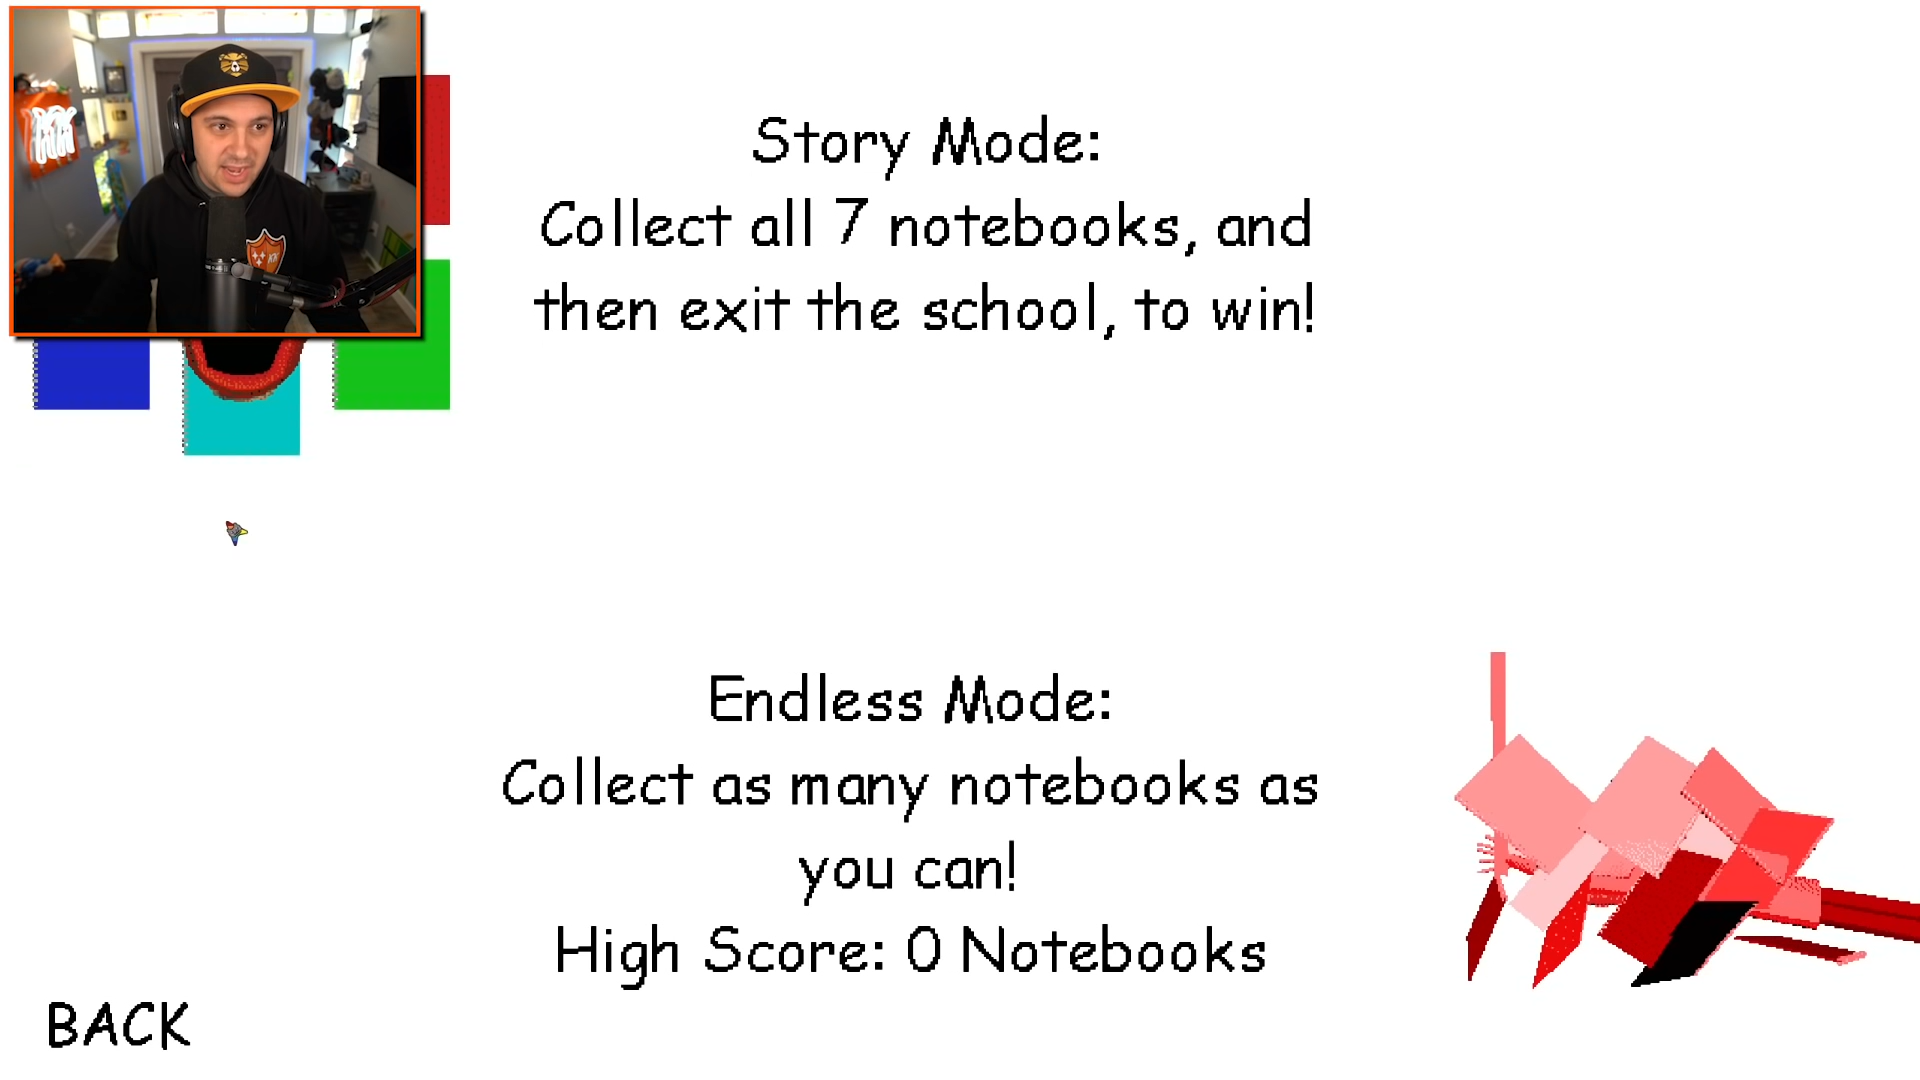 Story Mode:
Collect all 7 notebooks, and
then exit the school, to win!
Endless Mode:
Collect as many notebooks as
you can!
High Score: 0 Notebooks
BACK